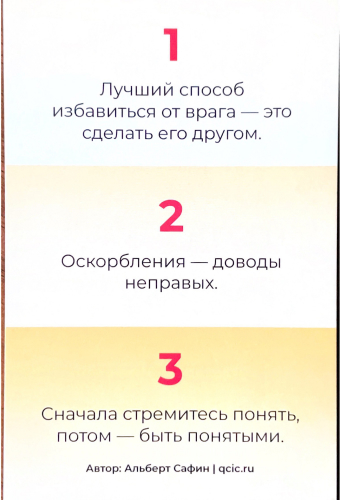 1
Лучший способ
избавиться от врага — это
сделать его другом.
2
Оскорбления — доводы
неправых.
3
Сначала стремитесь понять,
потом — быть понятыми.
Автор: Альберт Сафин | qcic.ru